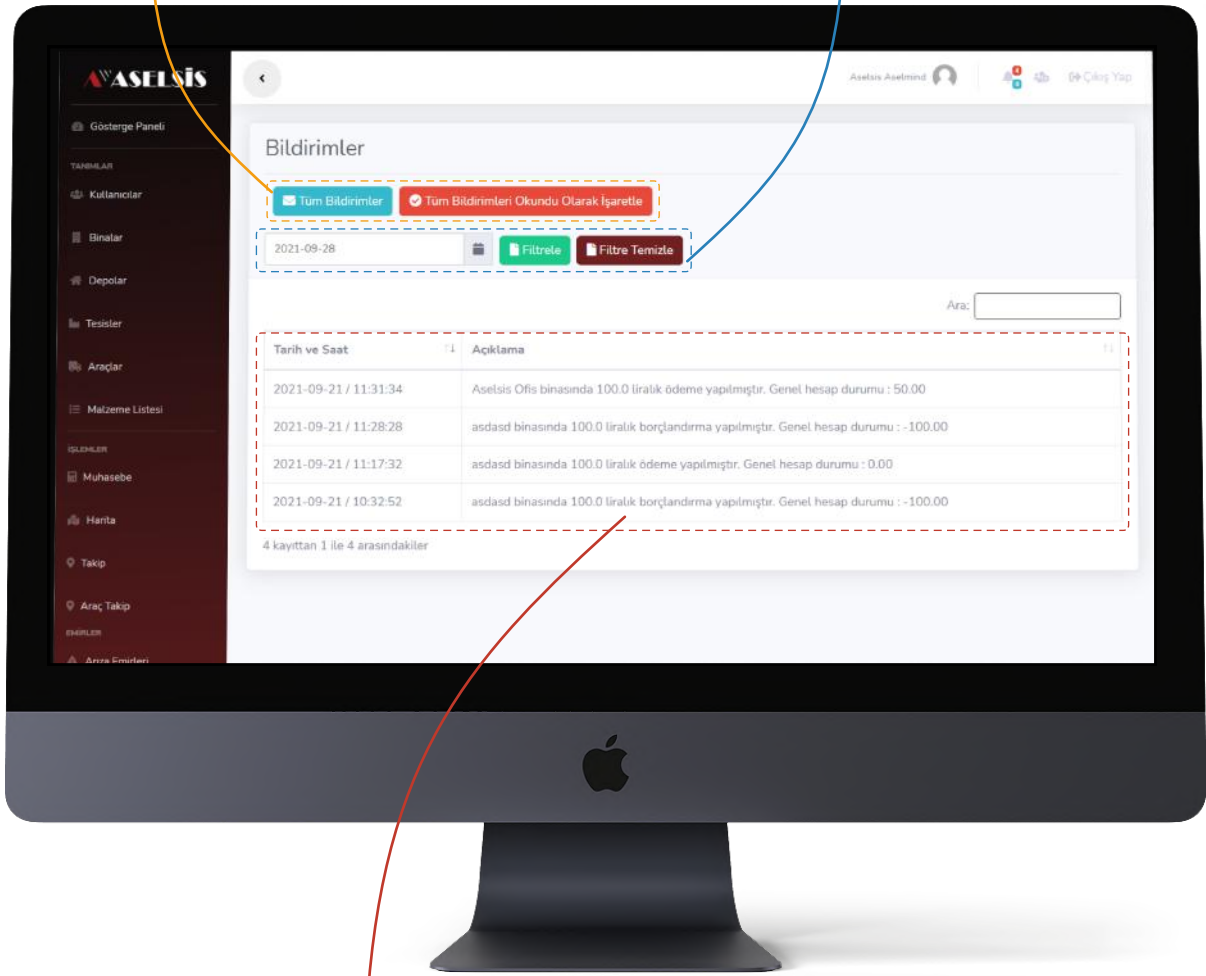 ASELSİS
Aselsis Aselmind
Çıkış Yap
Gösterge Paneli
TANIMLAR
Kullanıcılar
Binalar
Depolar
Tesisler
Araçlar
Malzeme Listesi
İŞLEMLER
Muhasebe
Harita
Takip
Araç Takip
EMİRLER
Arıza Emirleri
Bildirimler
Tüm Bildirimler Tüm Bildirimleri Okundu Olarak İşaretle
2021-09-28 Filtrele Filtre Temizle
Ara:
Tarih ve Saat Açıklama
2021-09-21 / 11:31:34 Aselsis Ofis binasında 100.0 liralık ödeme yapılmıştır. Genel hesap durumu : 50.00
2021-09-21 / 11:28:28 asdasd binasında 100.0 liralık borçlandırma yapılmıştır. Genel hesap durumu : -100.00
2021-09-21 / 11:17:32 asdasd binasında 100.0 liralık ödeme yapılmıştır. Genel hesap durumu : 0.00
2021-09-21 / 10:32:52 asdasd binasında 100.0 liralık borçlandırma yapılmıştır. Genel hesap durumu : -100.00
4 kayıttan 1 ile 4 arasındakiler